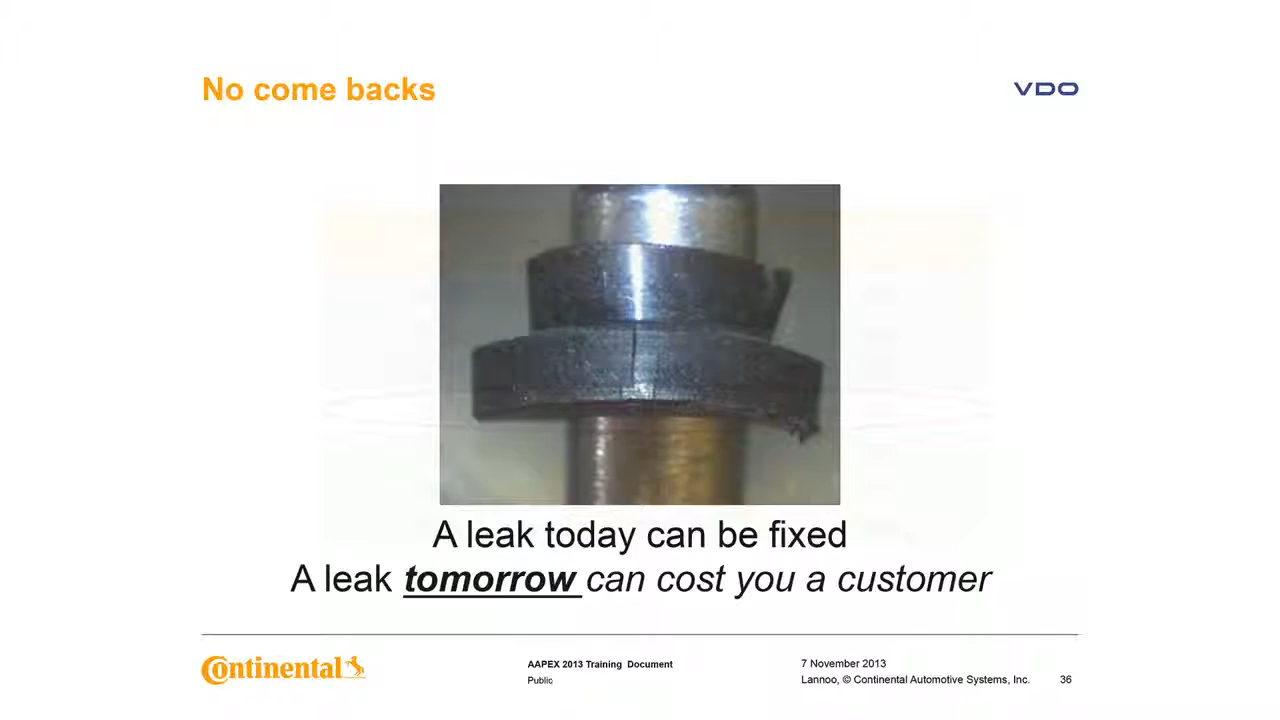 No come backs
VDO
A leak today can be fixed
A leak tomorrow can cost you a customer
Continental
AAPEX 2013 Training Document
Public
7 November 2013
Lannoo, © Continental Automotive Systems, Inc.
36